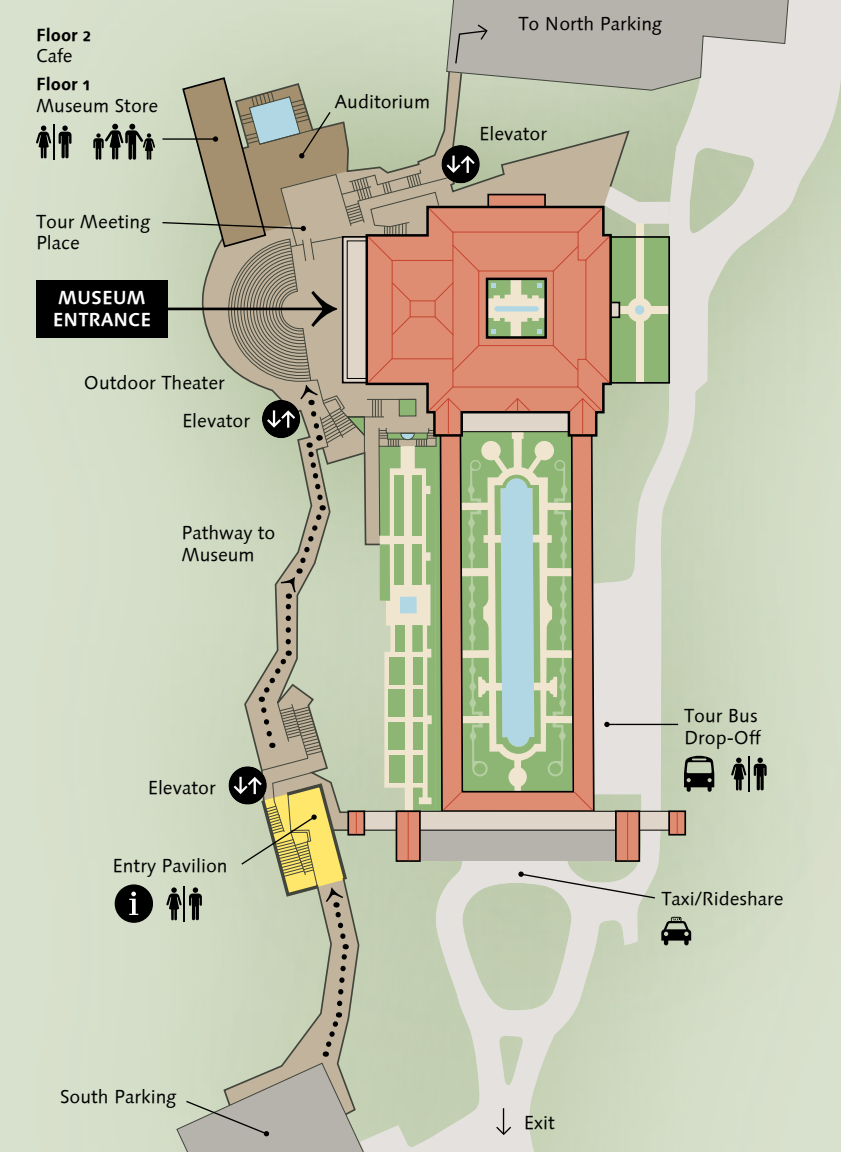 To North Parking
Floor 2
Cafe
Floor 1
Museum Store
Auditorium
Elevator
Tour Meeting
Place
MUSEUM
ENTRANCE
Outdoor Theater
Elevator
Pathway to
Museum
Tour Bus
Drop-Off
Elevator
Entry Pavilion
i
Taxi/Rideshare
South Parking
Exit